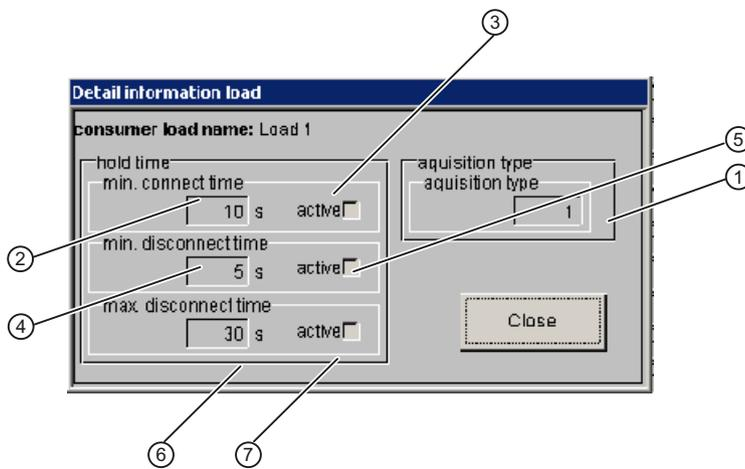 3
Detail information load
consumer load name: Load 1
hold time
min. connect time
10 s active
min. disconnect time
5 s active
max. disconnect time
30 s active
aquisition type
aquisition type
1
Close
5
1
2
4
6
7